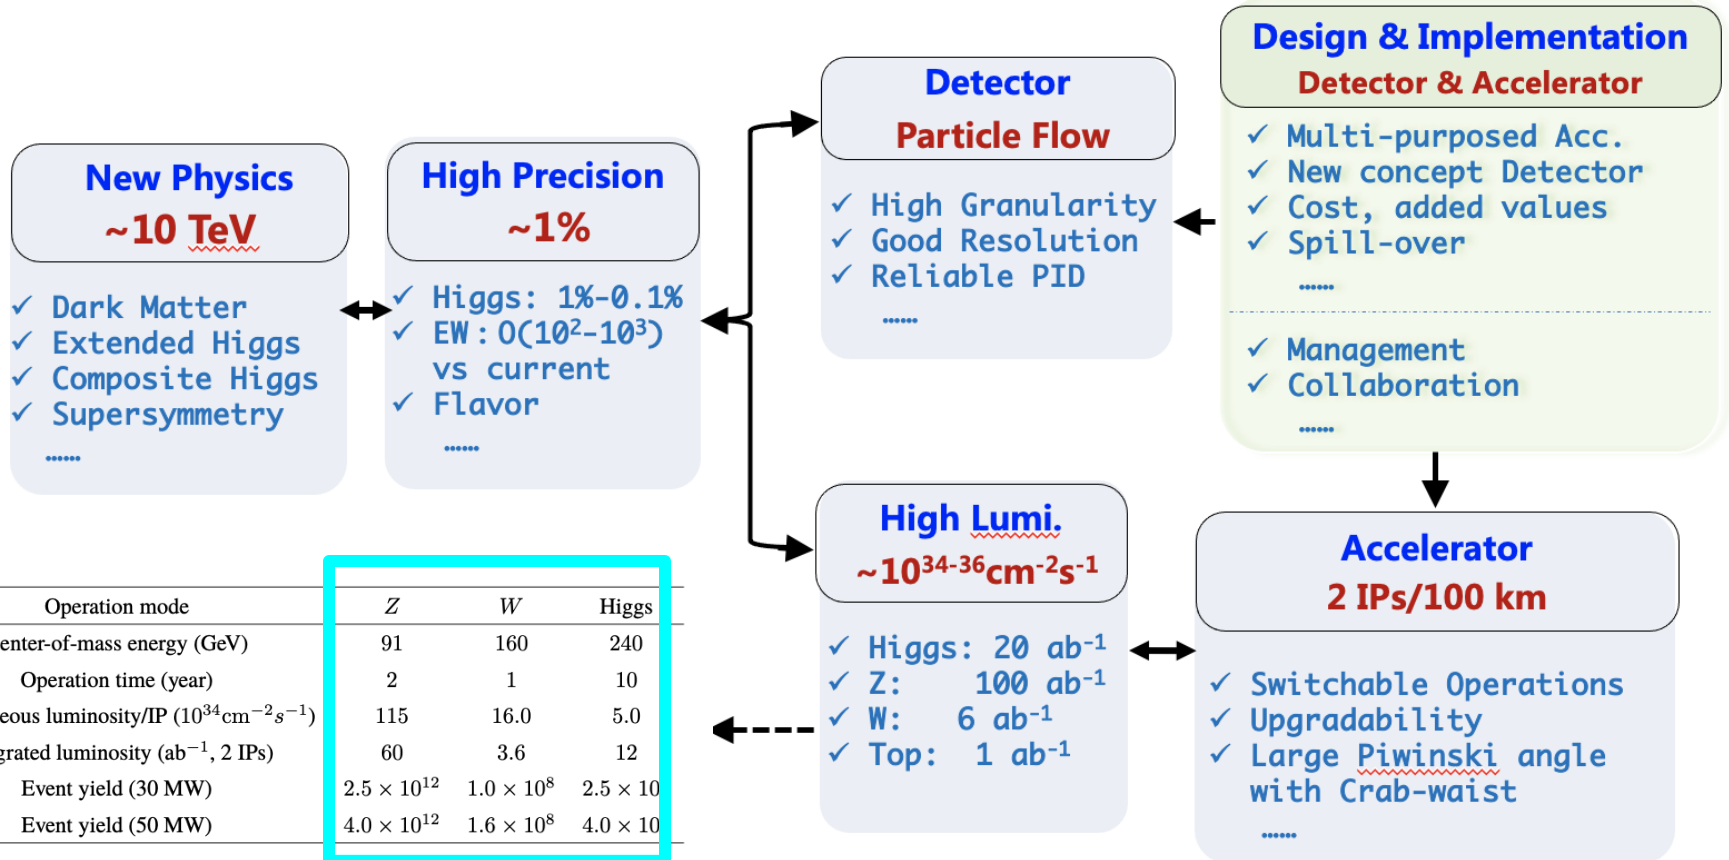 New Physics
~10 TeV
✓ Dark Matter
✓ Extended Higgs
✓ Composite Higgs
✓ Supersymmetry
……
High Precision
~1%
✓ Higgs: 1%-0.1%
✓ EW: O(10²-10³)
vs current
✓ Flavor
……
Detector
Particle Flow
✓ High Granularity
✓ Good Resolution
✓ Reliable PID
……
Design & Implementation
Detector & Accelerator
✓ Multi-purposed Acc.
✓ New concept Detector
✓ Cost, added values
✓ Spill-over
……
✓ Management
✓ Collaboration
……
High Lumi.
~10³⁴⁻³⁶cm⁻²s⁻¹
✓ Higgs: 20 ab⁻¹
✓ Z: 100 ab⁻¹
✓ W: 6 ab⁻¹
✓ Top: 1 ab⁻¹
Accelerator
2 IPs/100 km
✓ Switchable Operations
✓ Upgradability
✓ Large Piwinski angle
with Crab-waist
……
Operation mode Z W Higgs
enter-of-mass energy (GeV) 91 160 240
Operation time (year) 2 1 10
eous luminosity/IP (10³⁴cm⁻²s⁻¹) 115 16.0 5.0
grated luminosity (ab⁻¹, 2 IPs) 60 3.6 12
Event yield (30 MW) 2.5 × 10¹² 1.0 × 10⁸ 2.5 × 10
Event yield (50 MW) 4.0 × 10¹² 1.6 × 10⁸ 4.0 × 10